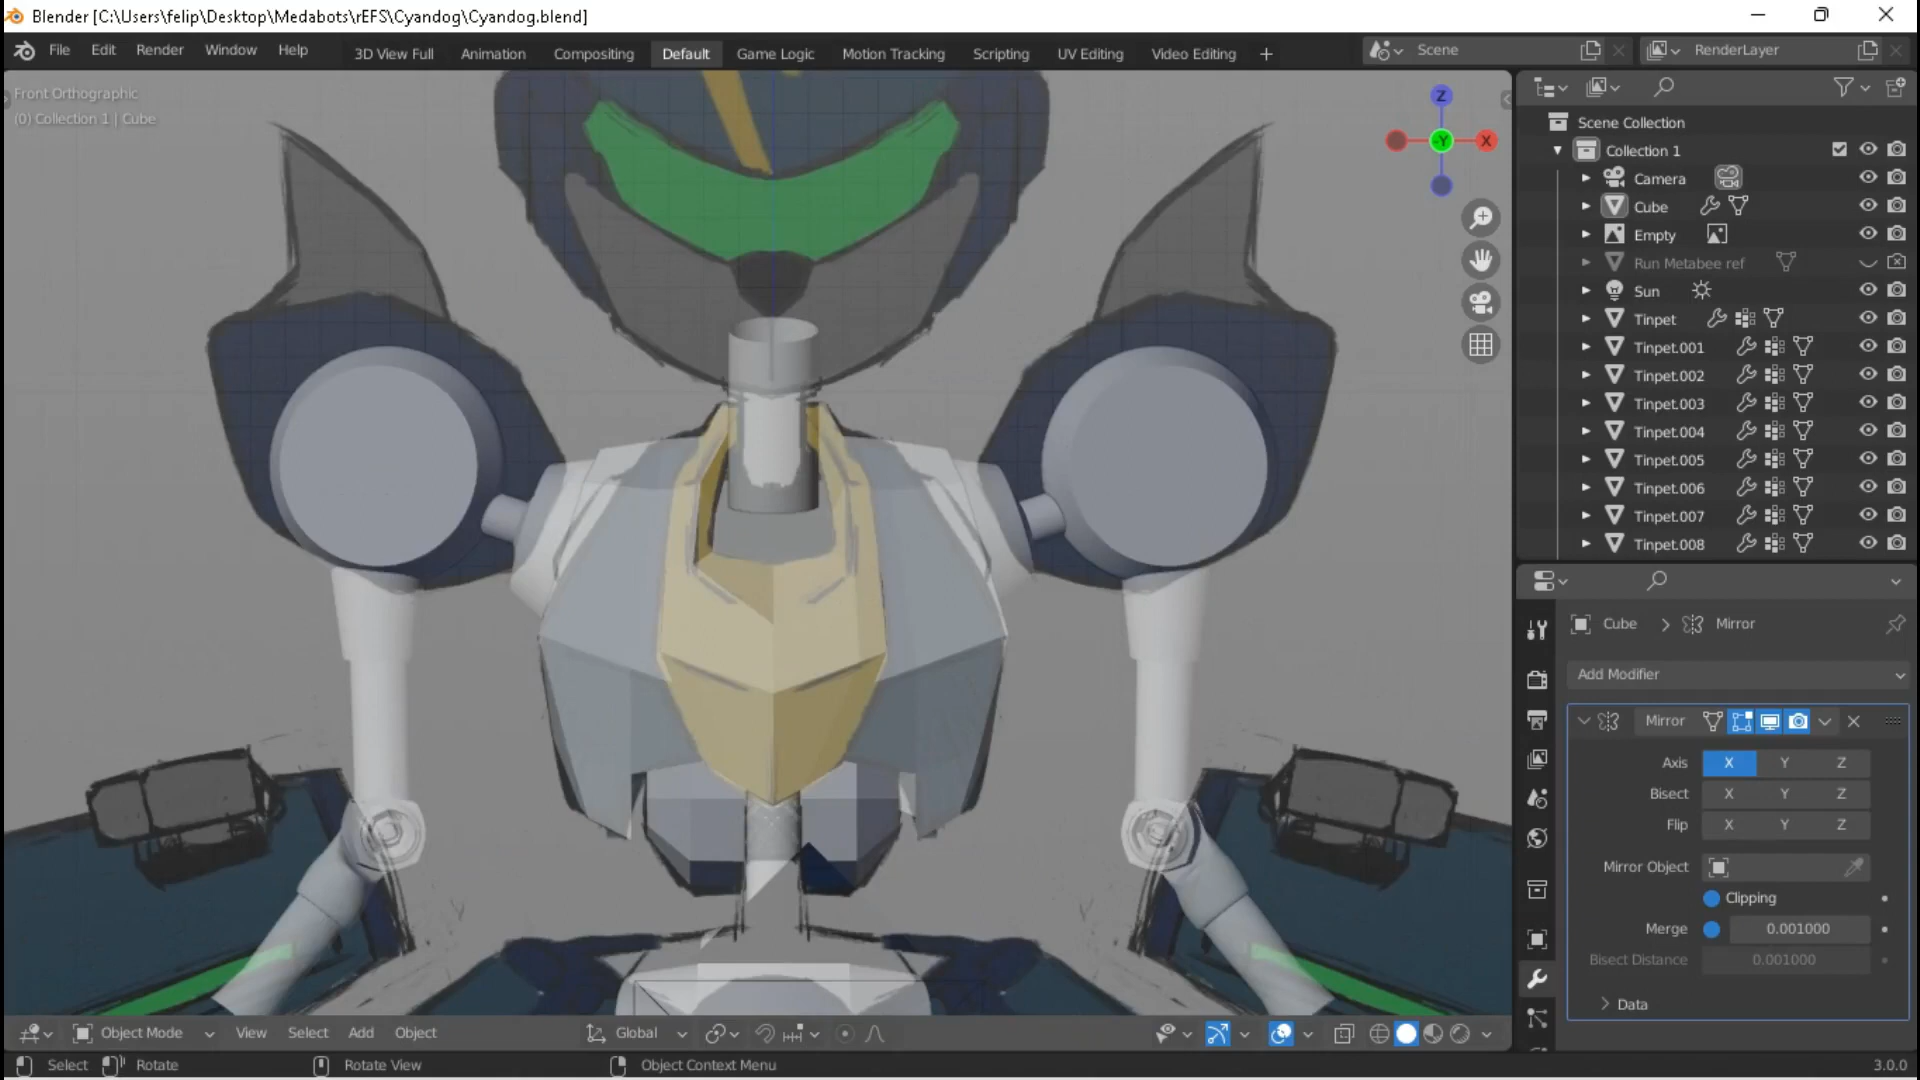 Blender [C:\Users\felip\Desktop\Medabots\rEFS\Cyandog\Cyandog.blend]
File Edit Render Window Help 3D View Full Animation Compositing Default Game Logic Motion Tracking Scripting UV Editing Video Editing + Scene RenderLayer
Front Orthographic
(0) Collection 1 | Cube
Z
Y X
Scene Collection
Collection 1
Camera
Cube
Empty
Run Metabee ref
Sun
Tinpet
Tinpet.001
Tinpet.002
Tinpet.003
Tinpet.004
Tinpet.005
Tinpet.006
Tinpet.007
Tinpet.008
Cube > Mirror
Add Modifier
Mirror
Axis X Y Z
Bisect X Y Z
Flip X Y Z
Mirror Object
Clipping
Merge 0.001000
Bisect Distance 0.001000
> Data
Object Mode View Select Add Object Global
Select Rotate Rotate View Object Context Menu 3.0.0